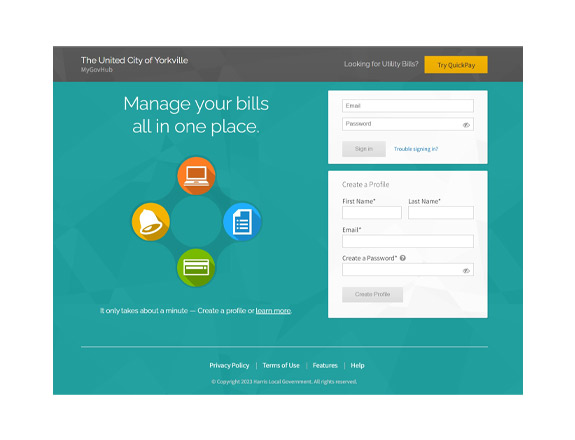 The United City of Yorkville
MyGovHub
Looking for Utility Bills?
Try QuickPay
Manage your bills
all in one place.
It only takes about a minute — Create a profile or learn more.
Email
Password
Sign in
Trouble signing in?
Create a Profile
First Name*
Last Name*
Email*
Create a Password*
Create Profile
Privacy Policy | Terms of Use | Features | Help
© Copyright 2023 Harris Local Government. All rights reserved.